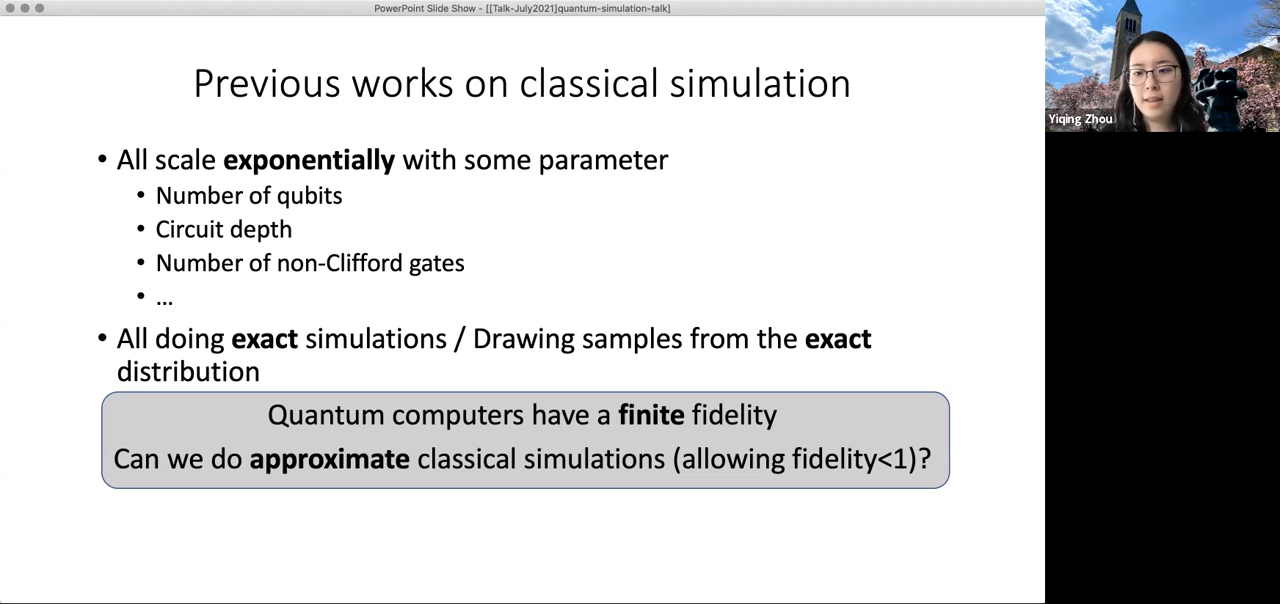 PowerPoint Slide Show - [[Talk-July2021]quantum-simulation-talk]
Previous works on classical simulation
• All scale exponentially with some parameter
• Number of qubits
• Circuit depth
• Number of non-Clifford gates
• ...
• All doing exact simulations / Drawing samples from the exact
distribution
Quantum computers have a finite fidelity
Can we do approximate classical simulations (allowing fidelity<1)?
Yiqing Zhou